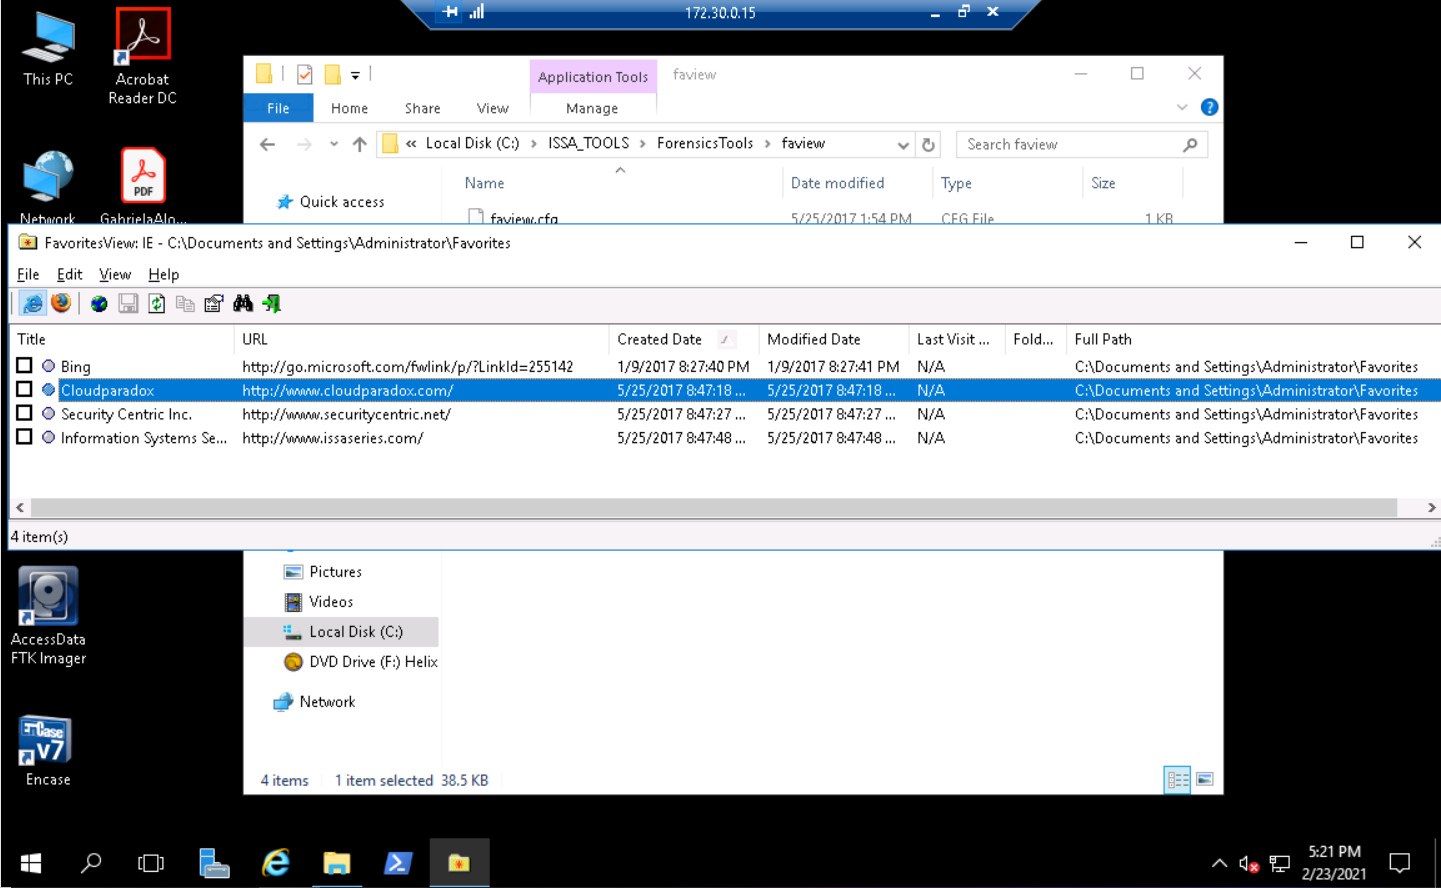 172.30.0.15
This PC
Acrobat
Reader DC
Application Tools
faview
File
Home
Share
View
Manage
« Local Disk (C:) > ISSA_TOOLS > ForensicsTools > faview
Search faview
Name
Date modified
Type
Size
Quick access
PDF
Network
GabrielaAlo...
faview.cfg
5/25/2017 1:54 PM
CFG File
1 KB
FavoritesView: IE - C:\Documents and Settings\Administrator\Favorites
File Edit View Help
Title URL Created Date Modified Date Last Visit ... Fold... Full Path
Bing http://go.microsoft.com/fwlink/p/?LinkId=255142 1/9/2017 8:27:40 PM 1/9/2017 8:27:41 PM N/A C:\Documents and Settings\Administrator\Favorites
Cloudparadox http://www.cloudparadox.com/ 5/25/2017 8:47:18 ... 5/25/2017 8:47:18 ... N/A C:\Documents and Settings\Administrator\Favorites
Security Centric Inc. http://www.securitycentric.net/ 5/25/2017 8:47:27 ... 5/25/2017 8:47:27 ... N/A C:\Documents and Settings\Administrator\Favorites
Information Systems Se... http://www.issaseries.com/ 5/25/2017 8:47:48 ... 5/25/2017 8:47:48 ... N/A C:\Documents and Settings\Administrator\Favorites
4 item(s)
Pictures
Videos
Local Disk (C:)
DVD Drive (F:) Helix
Network
AccessData
FTK Imager
EnCase
v7
Encase
4 items 1 item selected 38.5 KB
5:21 PM
2/23/2021